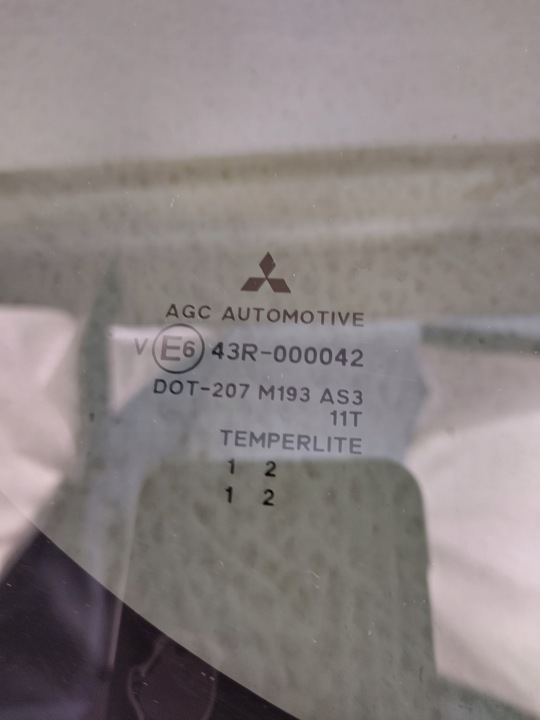 AGC AUTOMOTIVE
V E6 43R-000042
DOT-207 M193 AS3
11T
TEMPERLITE
1 2
1 2